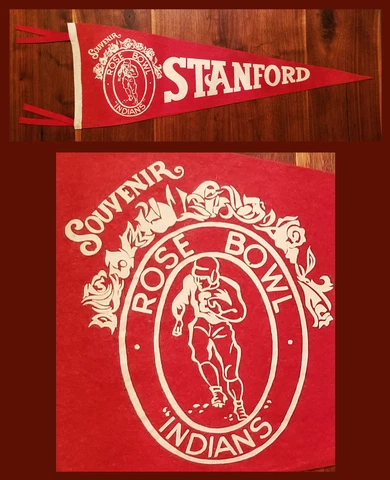 SOUVENIR
ROSE BOWL
INDIANS
STANFORD
SOUVENIR
ROSE BOWL
"INDIANS